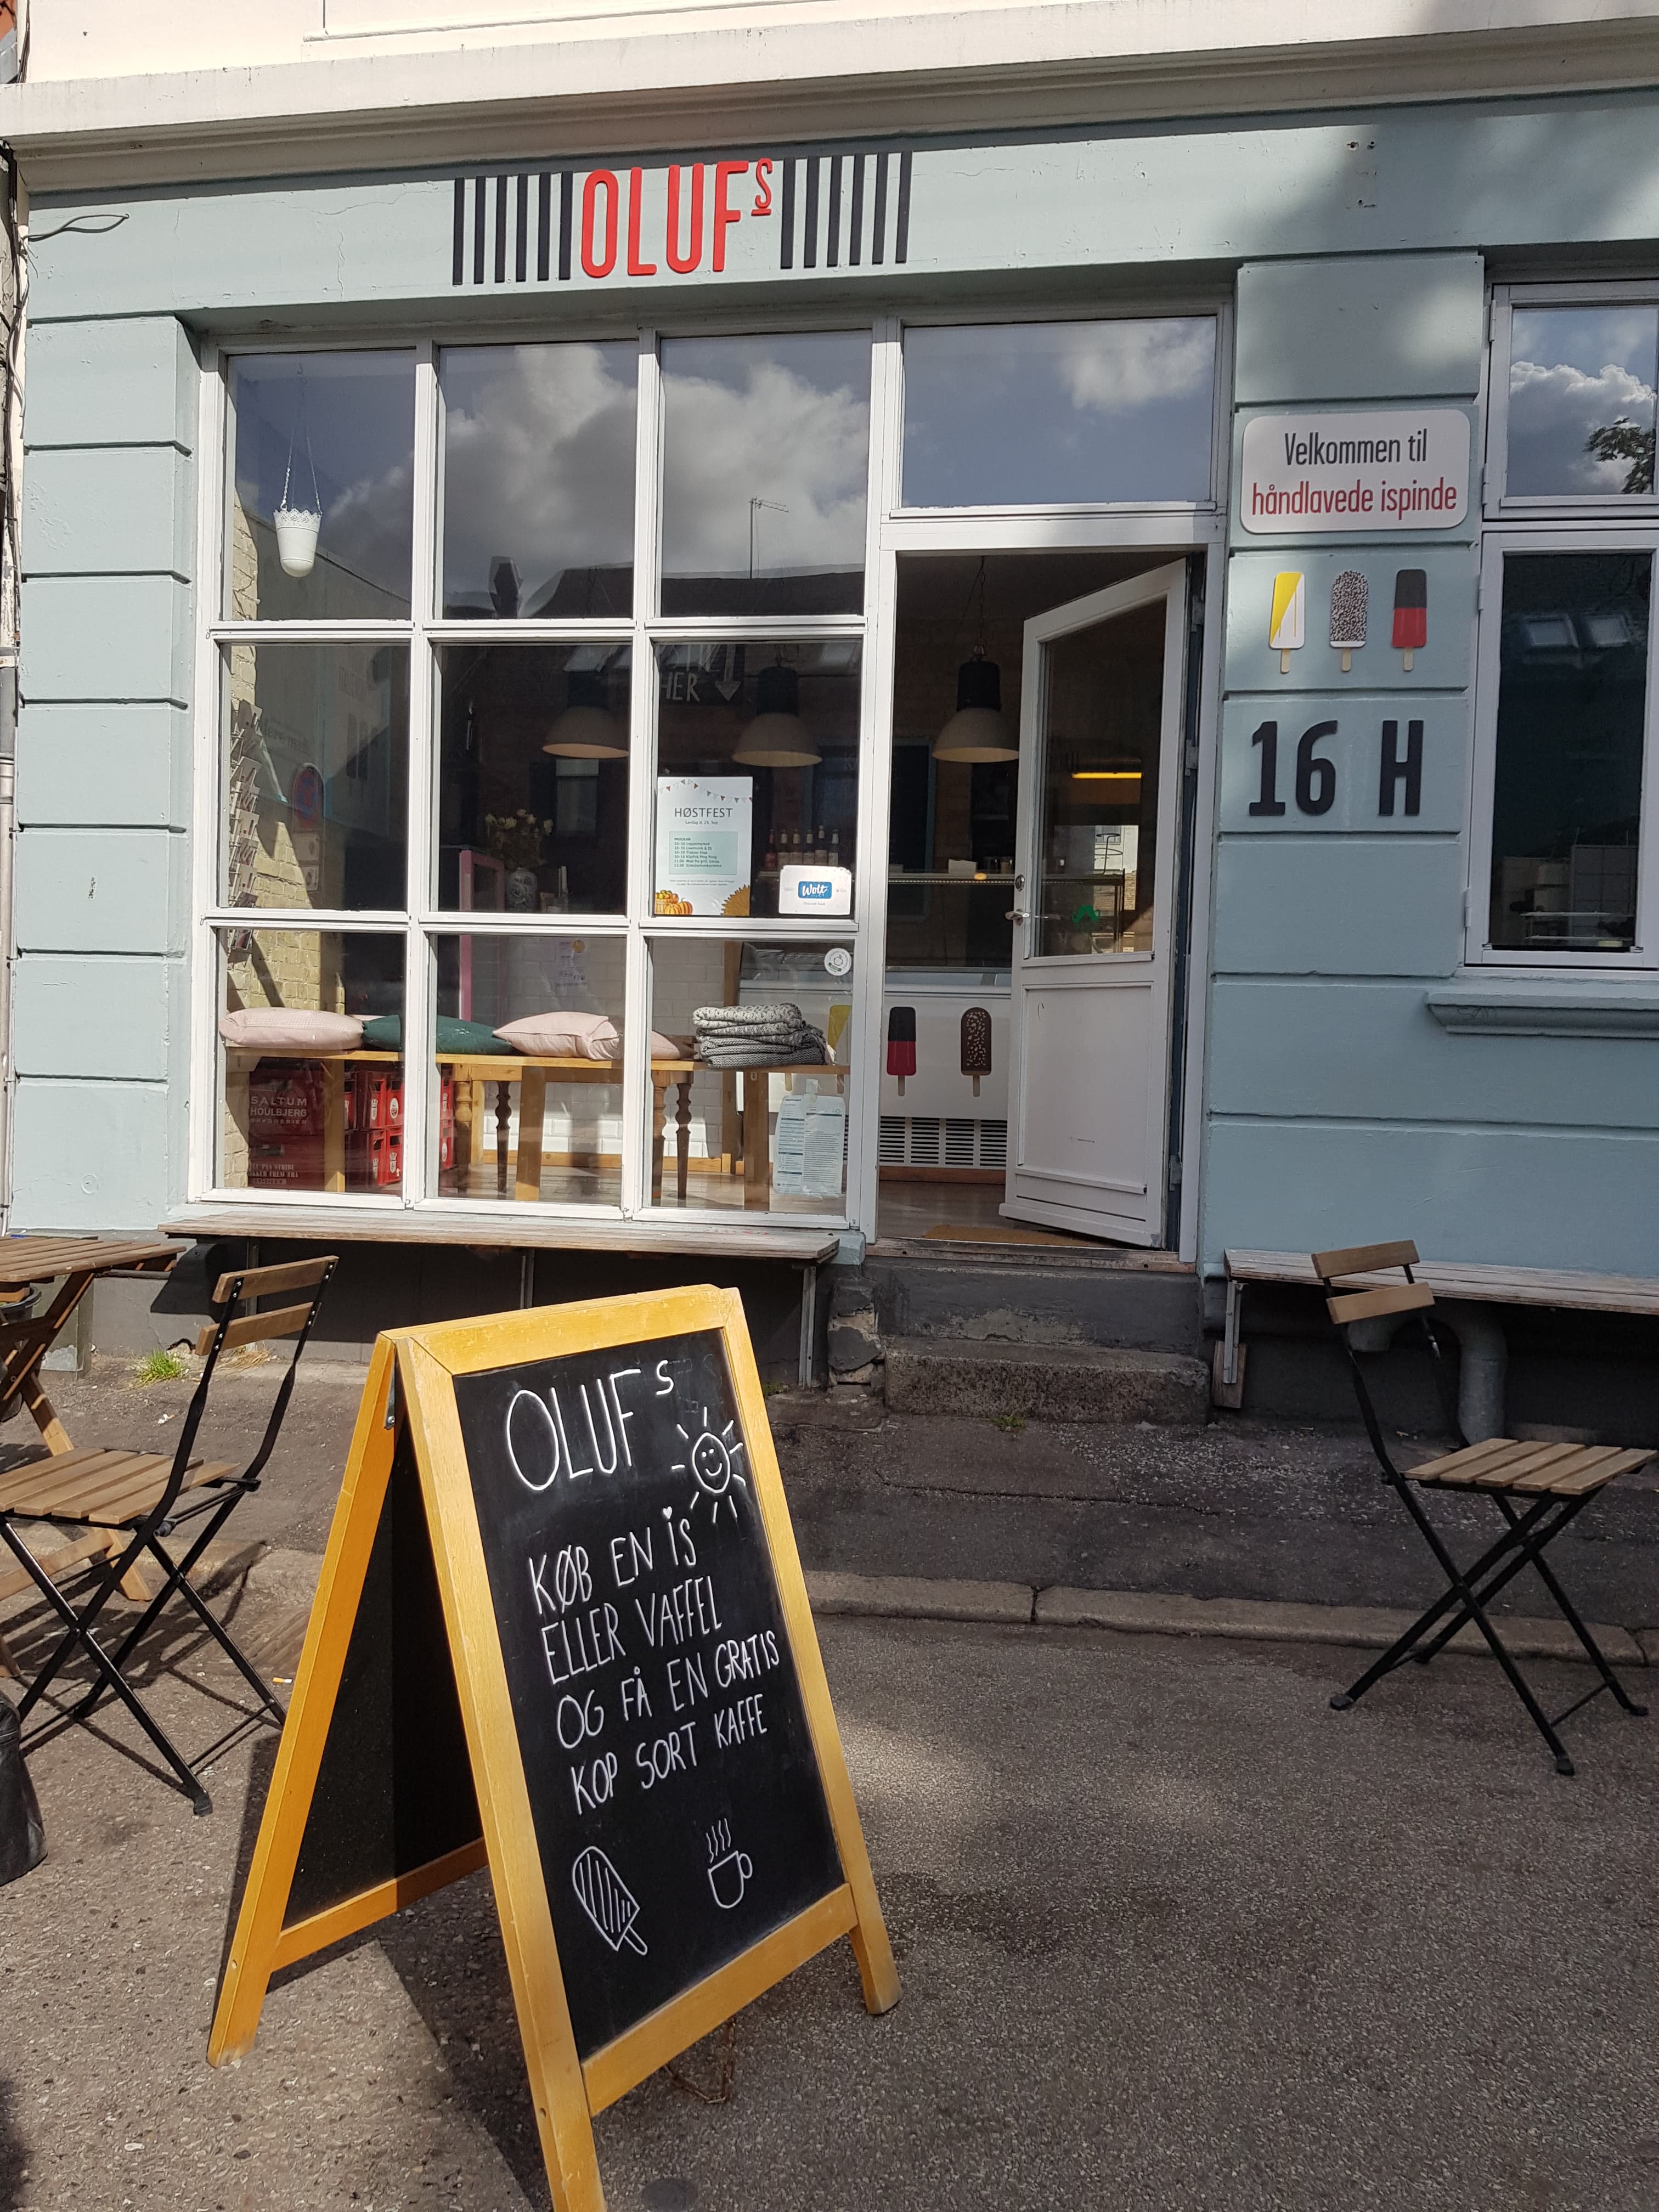 OLUFs
Velkommen til
håndlavede ispinde
16 H
HER
HØSTFEST
Wolt
SALTUM
HOULBJERG
OLUFs
KØB EN IS
ELLER VAFFEL
OG FÅ EN GRATIS
KOP SORT KAFFE